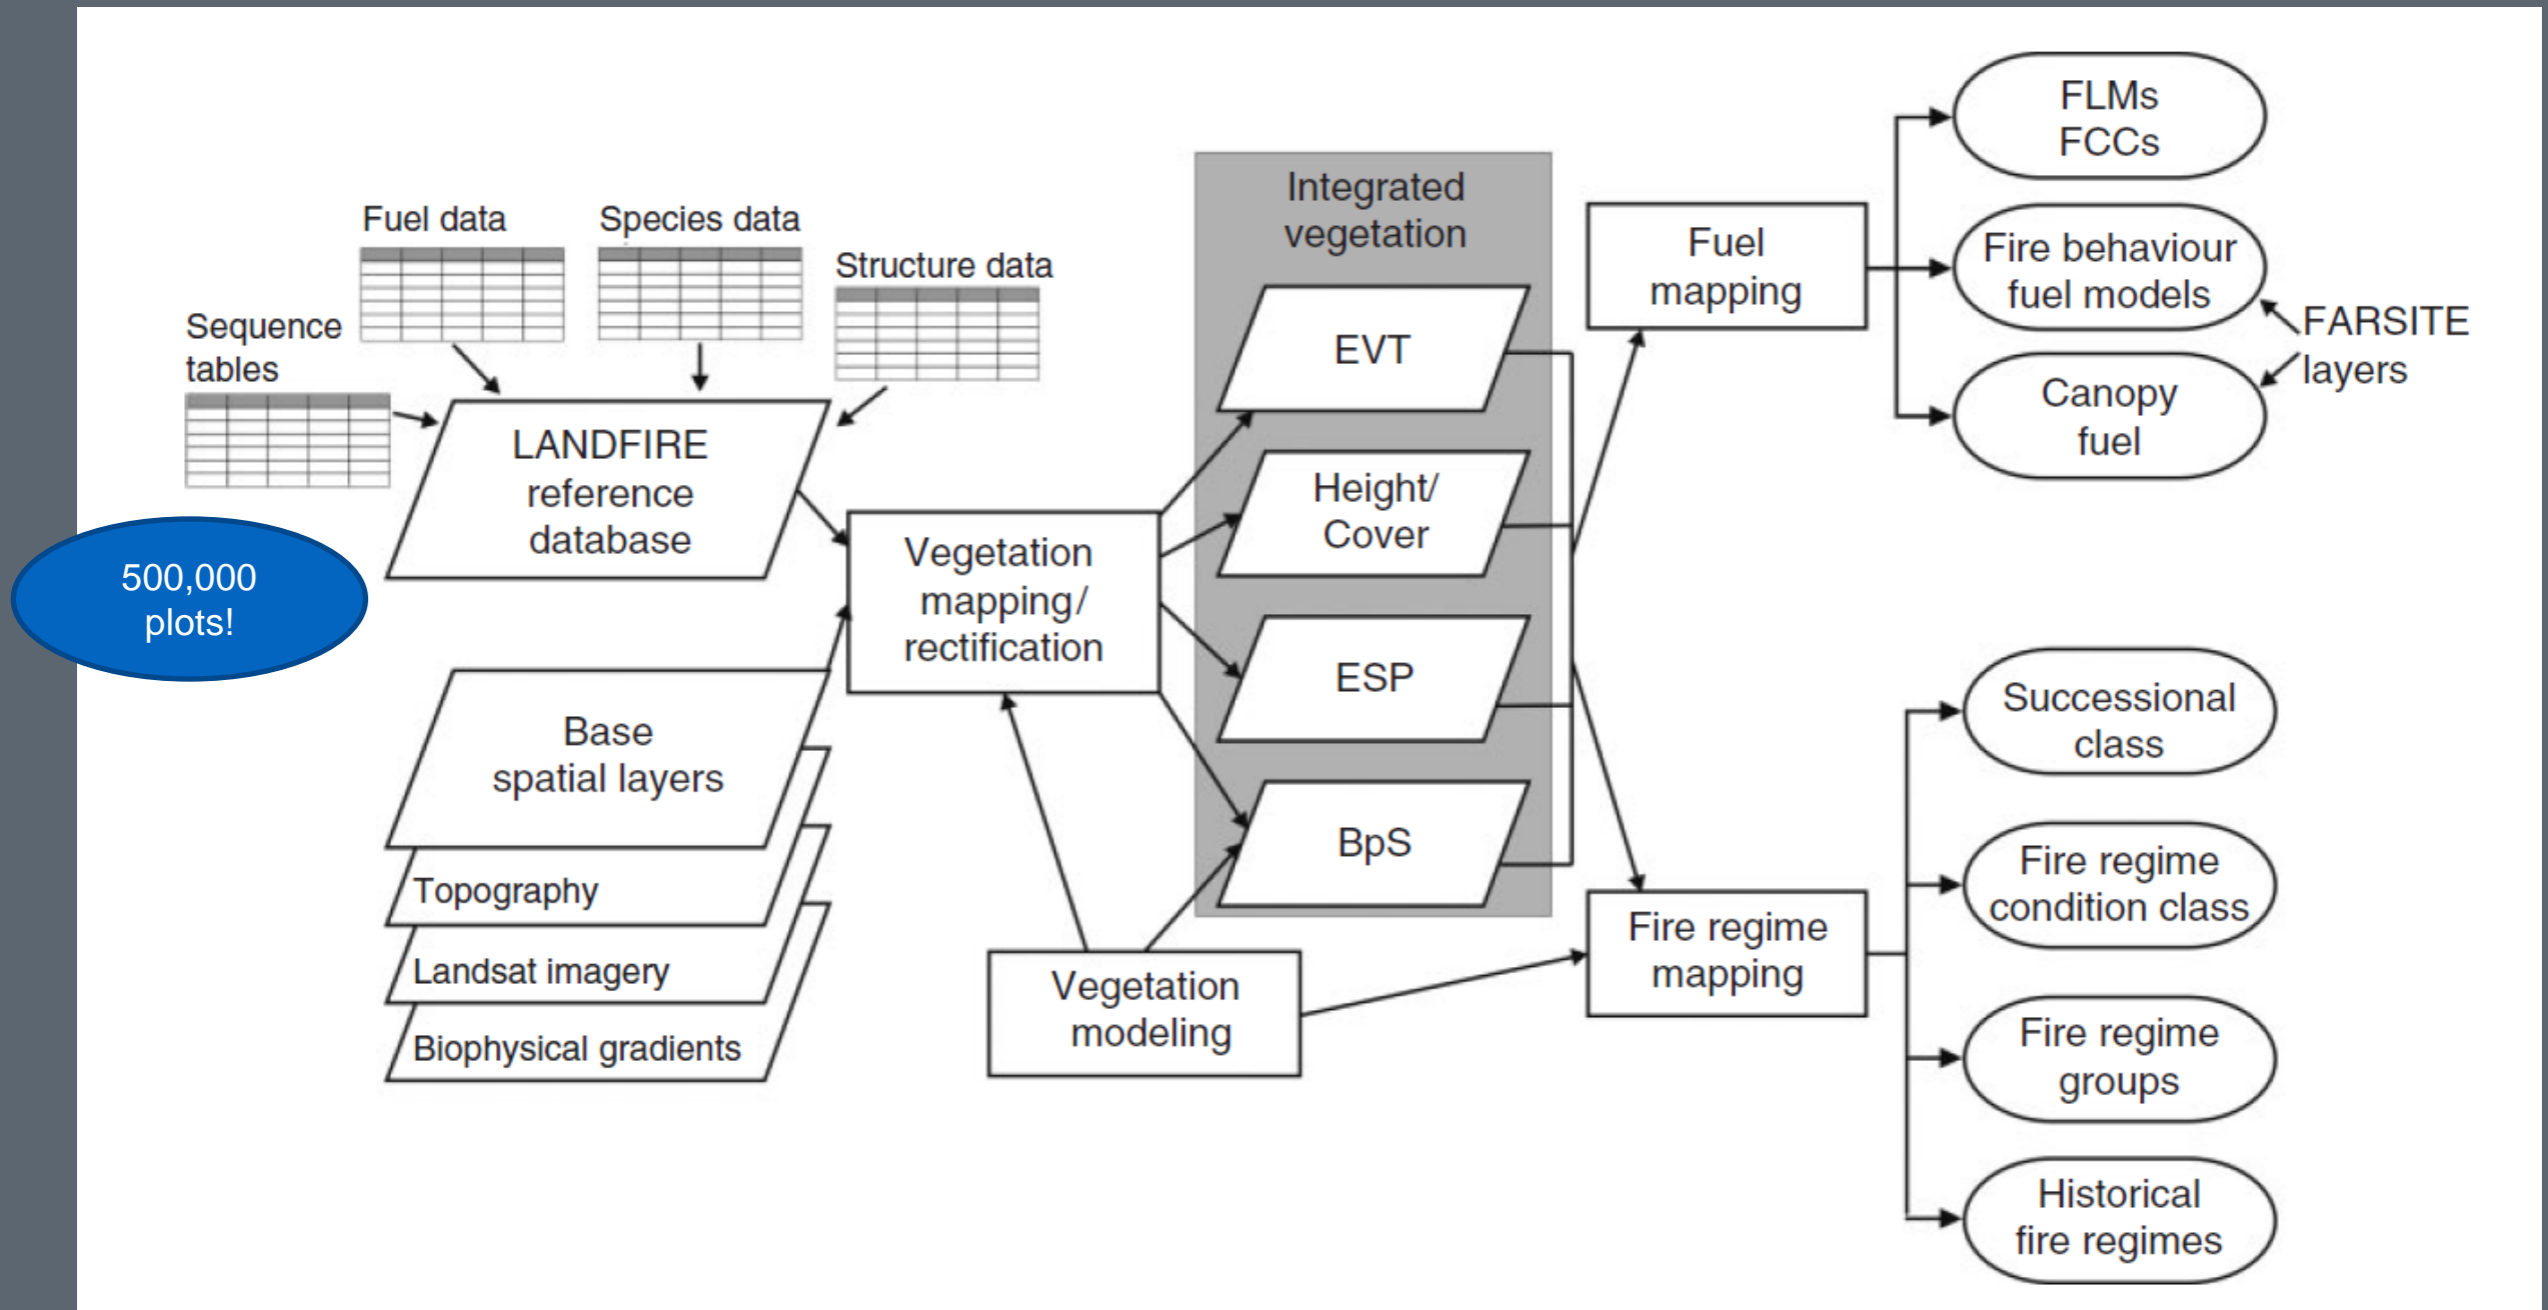 Fuel data
Species data
Structure data
Sequence
tables
LANDFIRE
reference
database
500,000
plots!
Base
spatial layers
Topography
Landsat imagery
Biophysical gradients
Vegetation
mapping/
rectification
Vegetation
modeling
Integrated
vegetation
EVT
Height/
Cover
ESP
BpS
Fuel
mapping
Fire regime
mapping
FLMs
FCCs
Fire behaviour
fuel models
Canopy
fuel
FARSITE
layers
Successional
class
Fire regime
condition class
Fire regime
groups
Historical
fire regimes